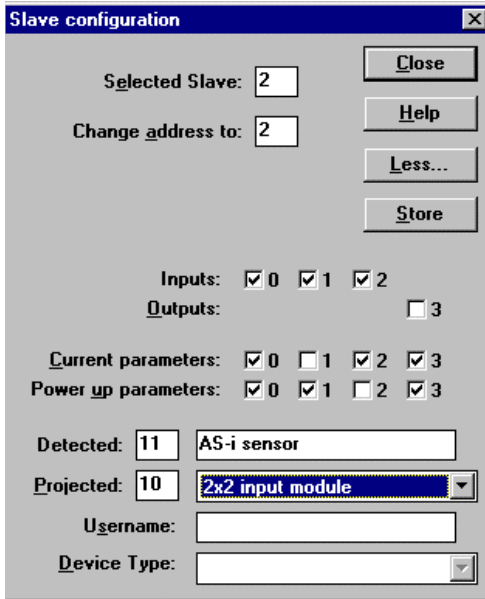 Slave configuration
Selected Slave: 2
Close
Change address to: 2
Help
Less...
Store
Inputs: 0 1 2
Outputs: 3
Current parameters: 0 1 2 3
Power up parameters: 0 1 2 3
Detected: 11 AS-i sensor
Projected: 10 2x2 input module
Username:
Device Type: